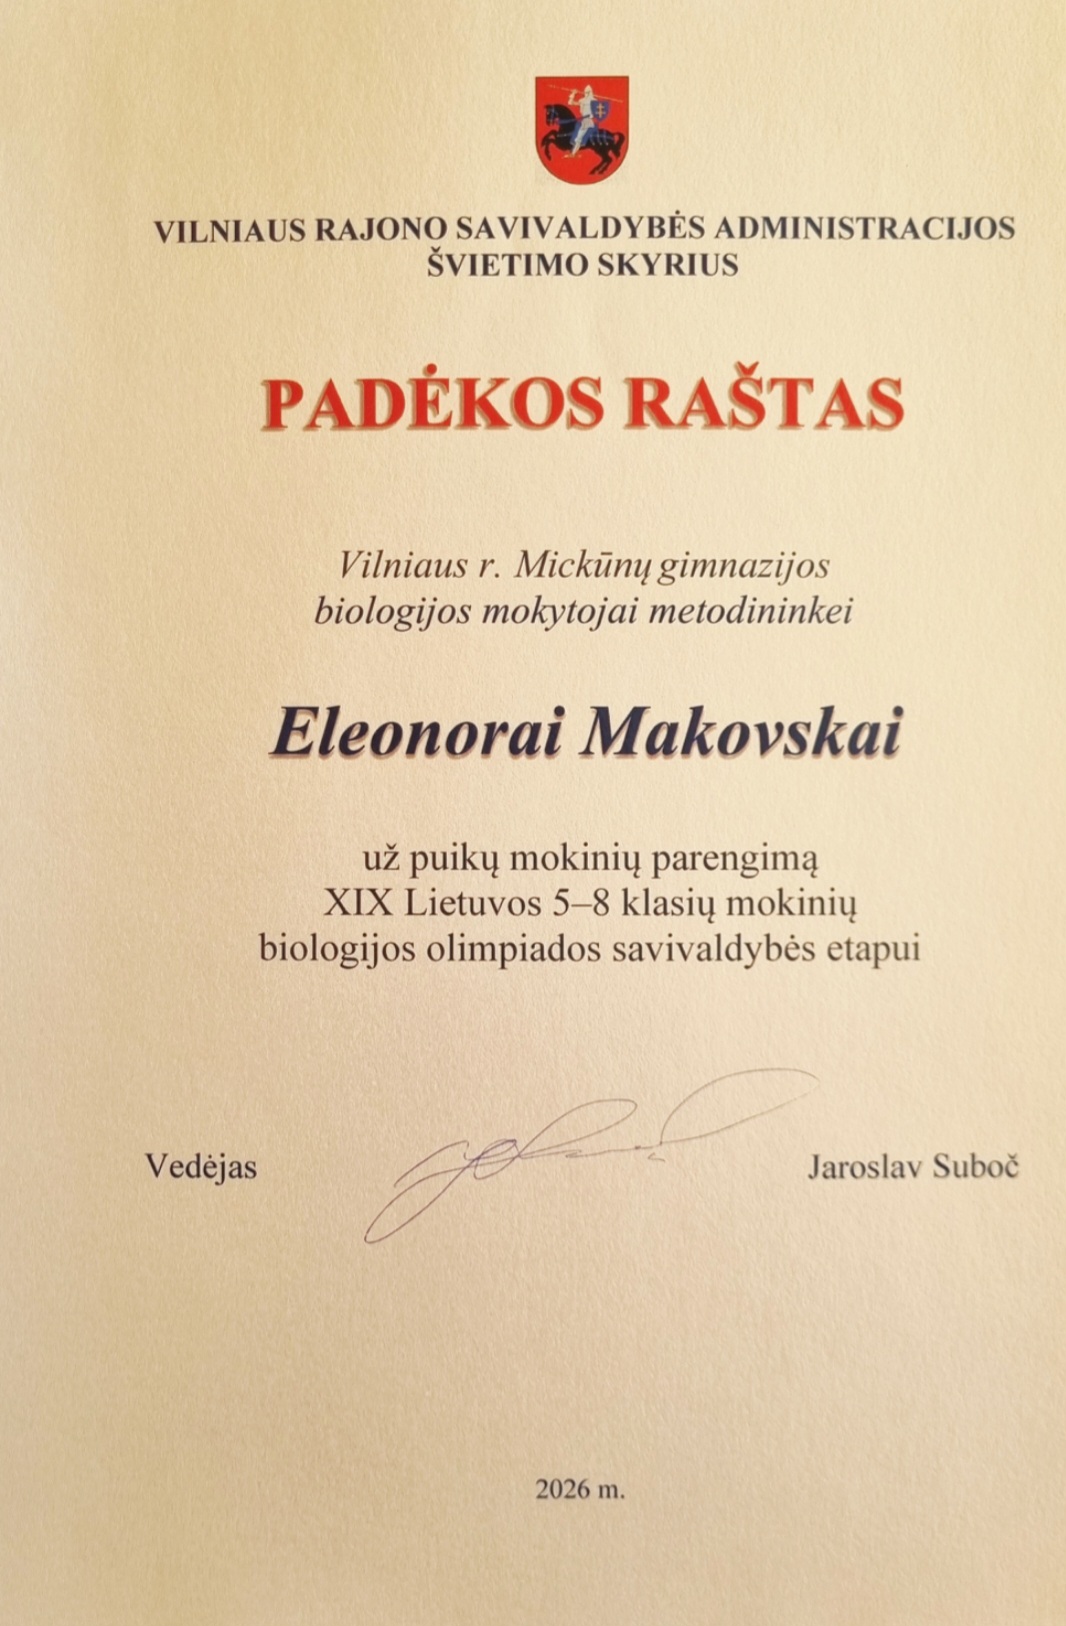 VILNIAUS RAJONO SAVIVALDYBĖS ADMINISTRACIJOS
ŠVIETIMO SKYRIUS
PADĖKOS RAŠTAS
Vilniaus r. Mickūnų gimnazijos
biologijos mokytojai metodininkei
Eleonorai Makovskai
už puikų mokinių parengimą
XIX Lietuvos 5–8 klasių mokinių
biologijos olimpiados savivaldybės etapui
Vedėjas Jaroslav Suboč
2026 m.